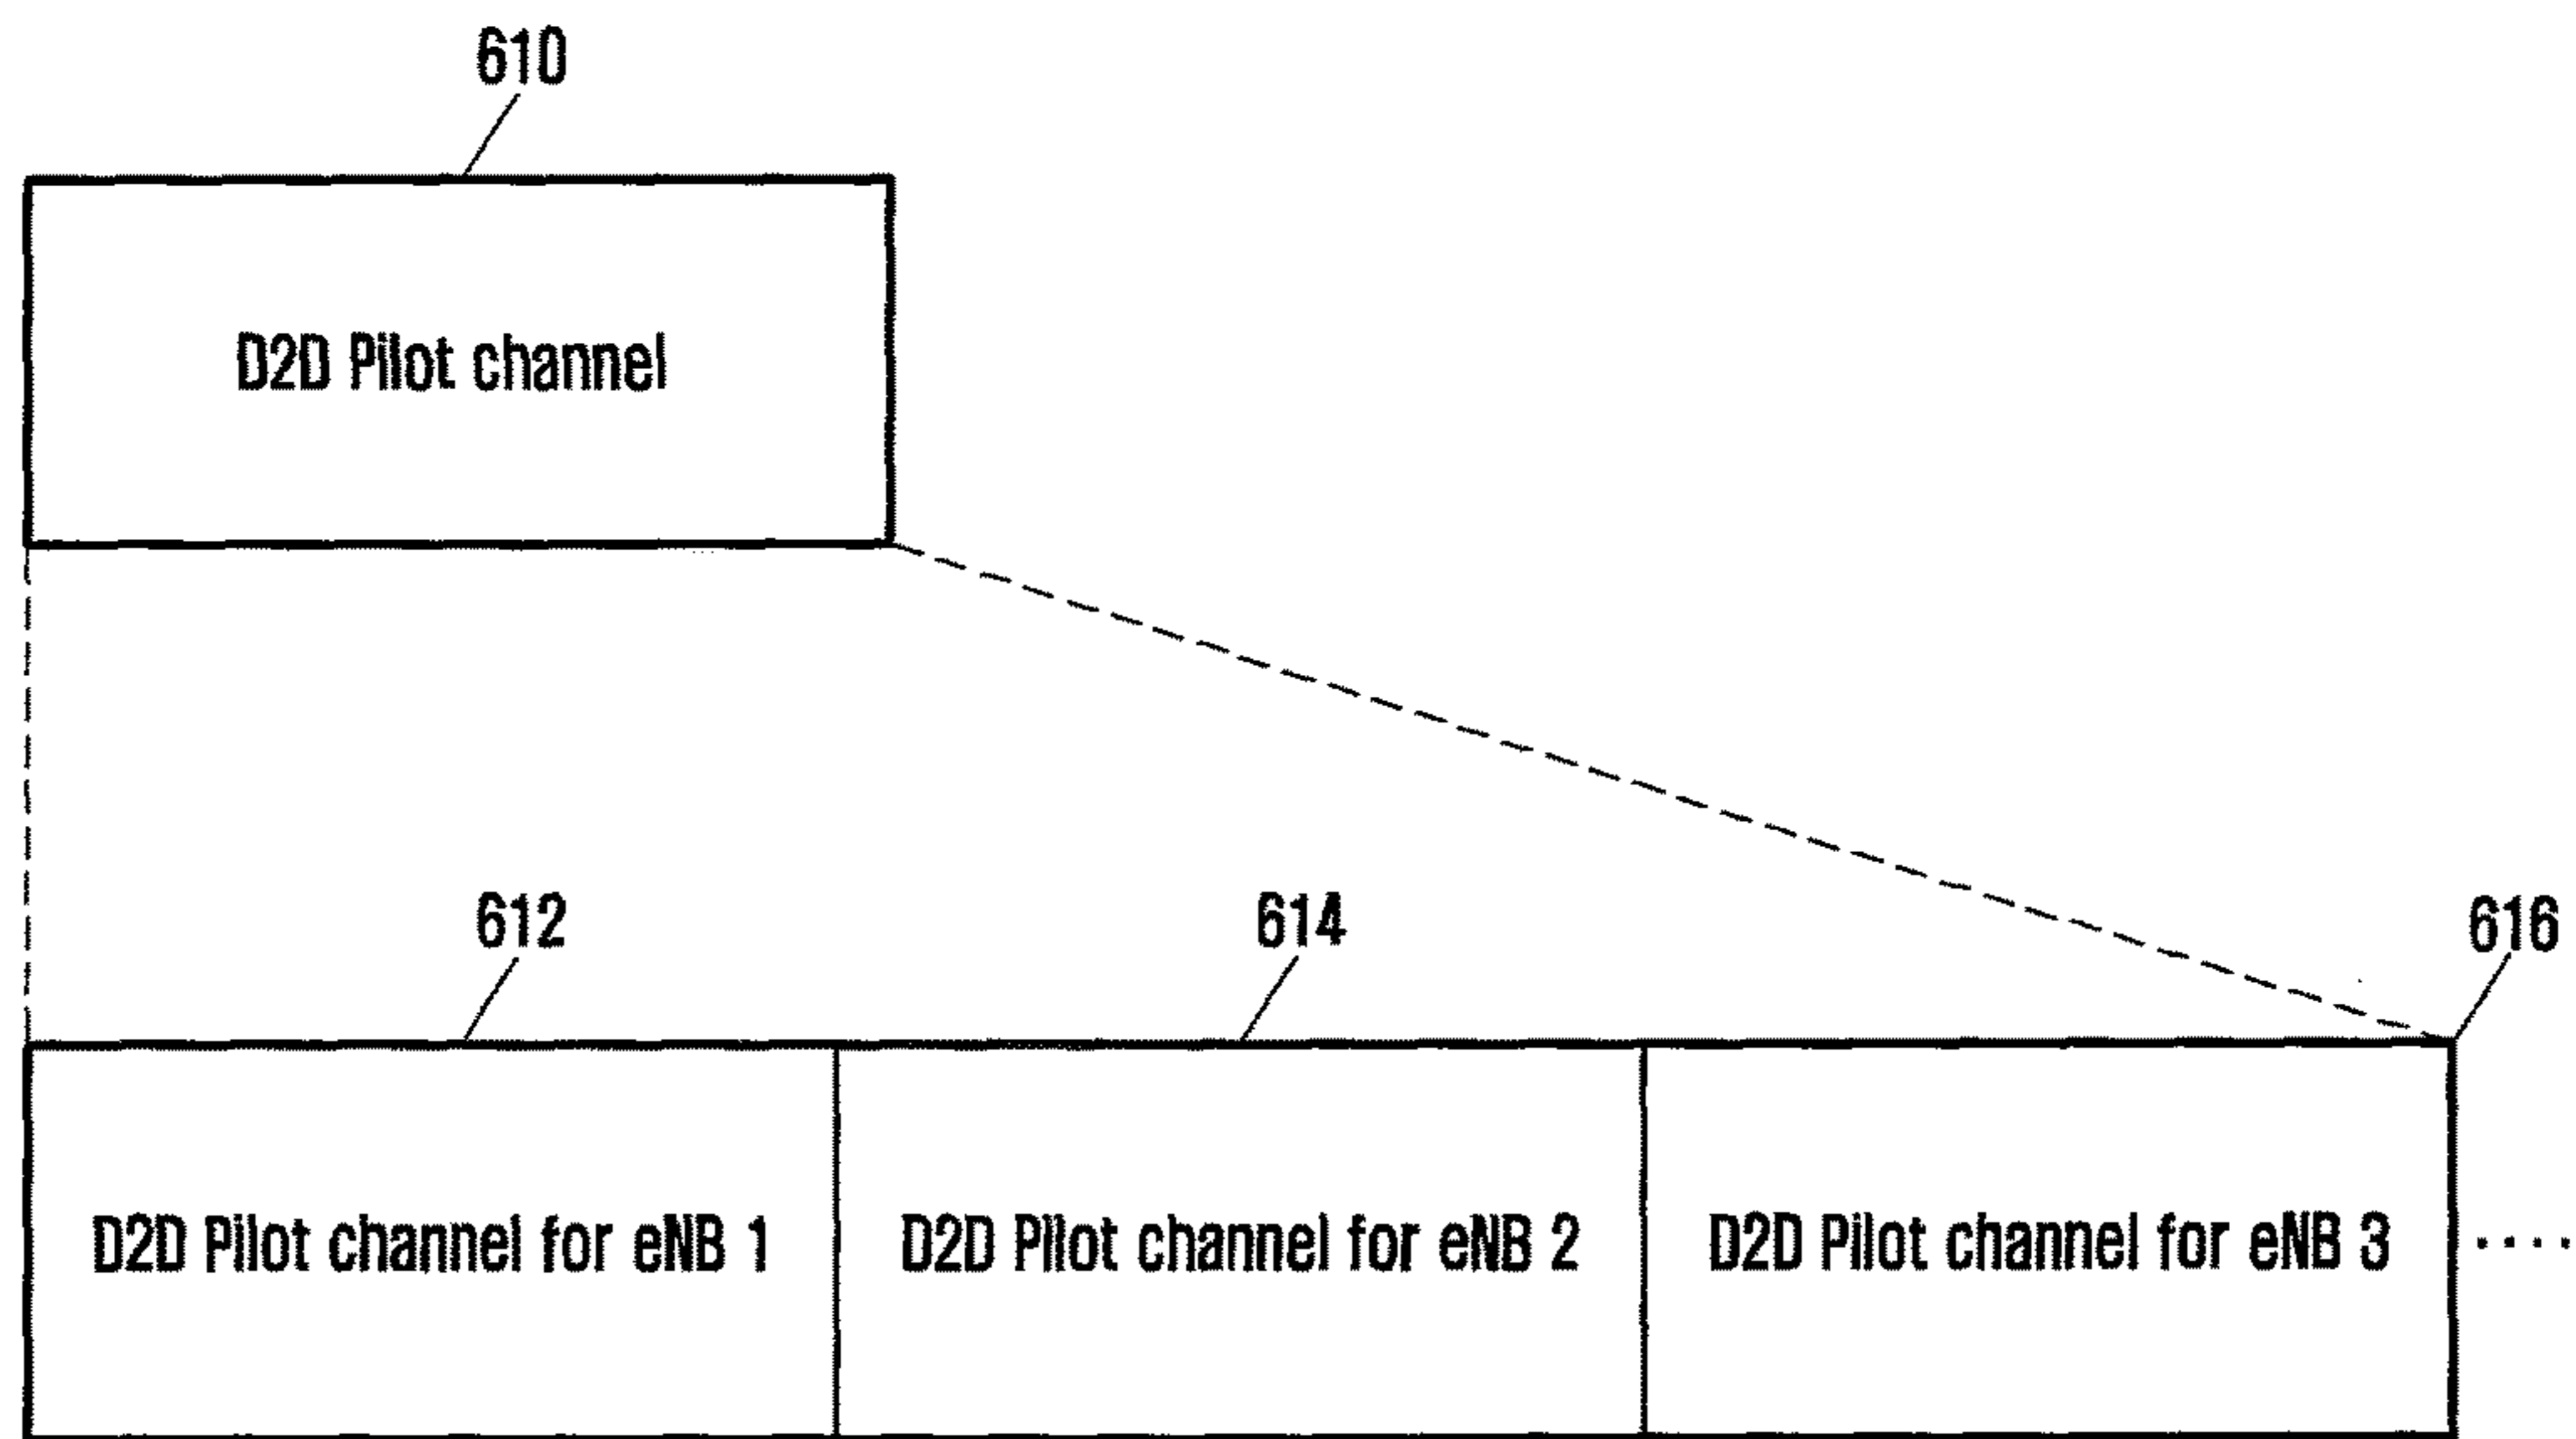 610
D2D Pilot channel
612
614
616
D2D Pilot channel for eNB 1
D2D Pilot channel for eNB 2
D2D Pilot channel for eNB 3
....